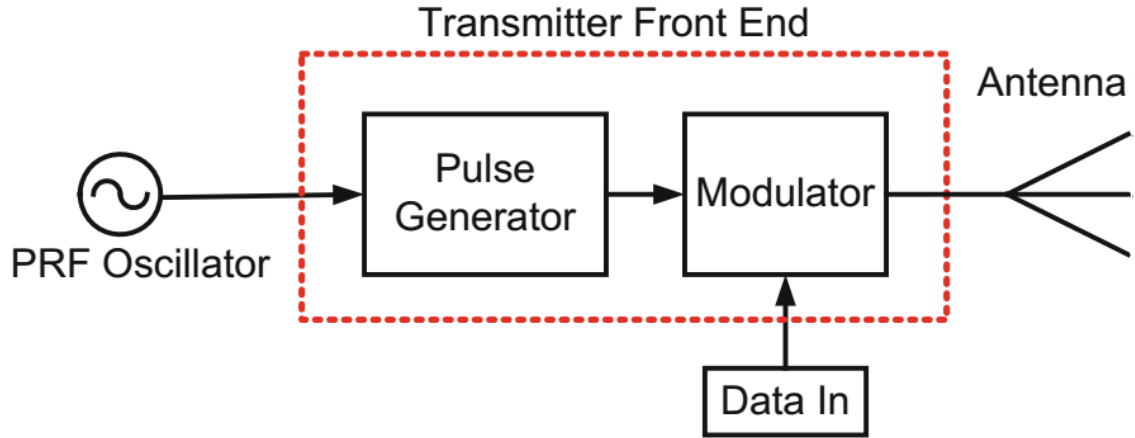 Transmitter Front End
Antenna
Pulse
Generator
Modulator
PRF Oscillator
Data In